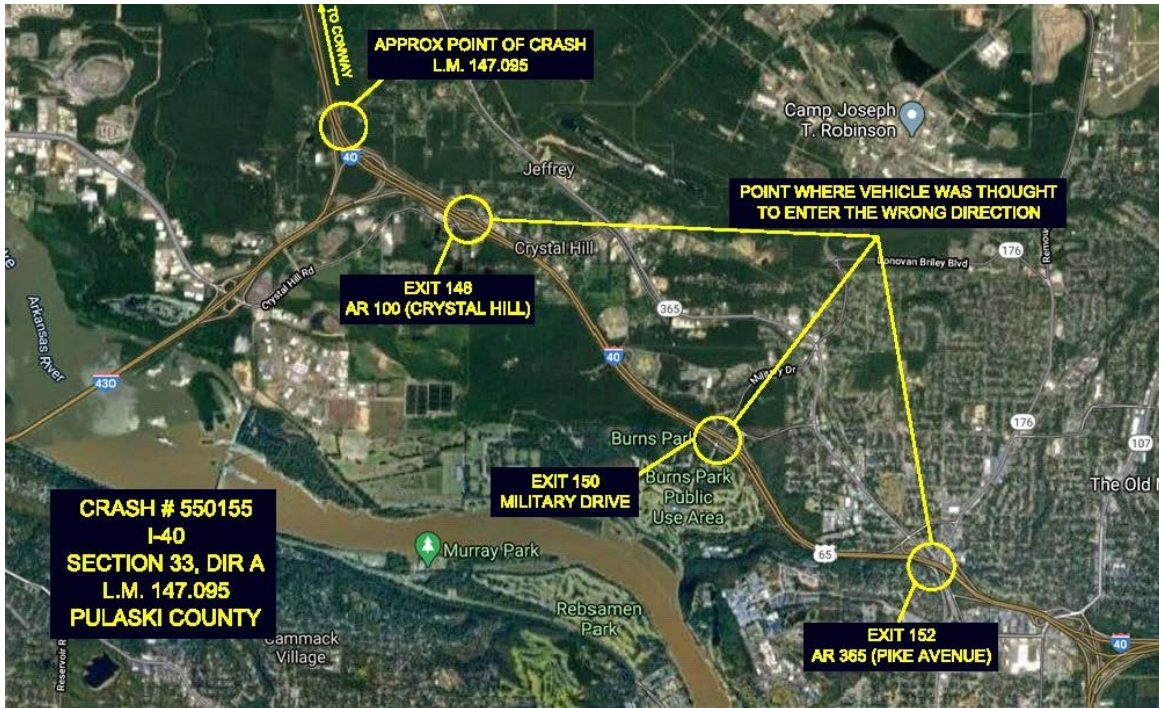 TO CONWAY
APPROX POINT OF CRASH
L.M. 147.095
40
Camp Joseph
T. Robinson
Jeffrey
POINT WHERE VEHICLE WAS THOUGHT
TO ENTER THE WRONG DIRECTION
Crystal Hill
176
Donovan Briley Blvd
Crystal Hill Rd
EXIT 148
AR 100 (CRYSTAL HILL)
365
Arkansas
River
40
430
Military Dr
176
107
Burns Park
EXIT 150
MILITARY DRIVE
Burns Park
Public
Use Area
The Old M
CRASH # 550155
I-40
SECTION 33, DIR A
L.M. 147.095
PULASKI COUNTY
Murray Park
65
Rebsamen
Park
EXIT 152
AR 365 (PIKE AVENUE)
40
Cammack
Village
Reservoir R